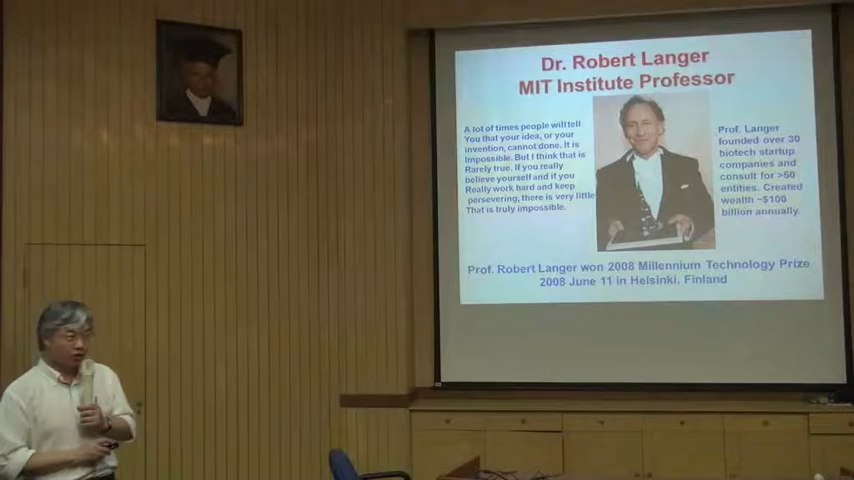 Dr. Robert Langer
MIT Institute Professor
A lot of times people will tell
You that your idea, or your
invention, cannot done. It is
Impossible. But I think that is
Rarely true. If you really
believe yourself and if you
Really work hard and keep
persevering, there is very little
That is truly impossible.
Prof. Langer
founded over 30
biotech startup
companies and
consult for >50
entities. Created
wealth ~$100
billion annually.
Prof. Robert Langer won 2008 Millennium Technology Prize
2008 June 11 in Helsinki. Finland